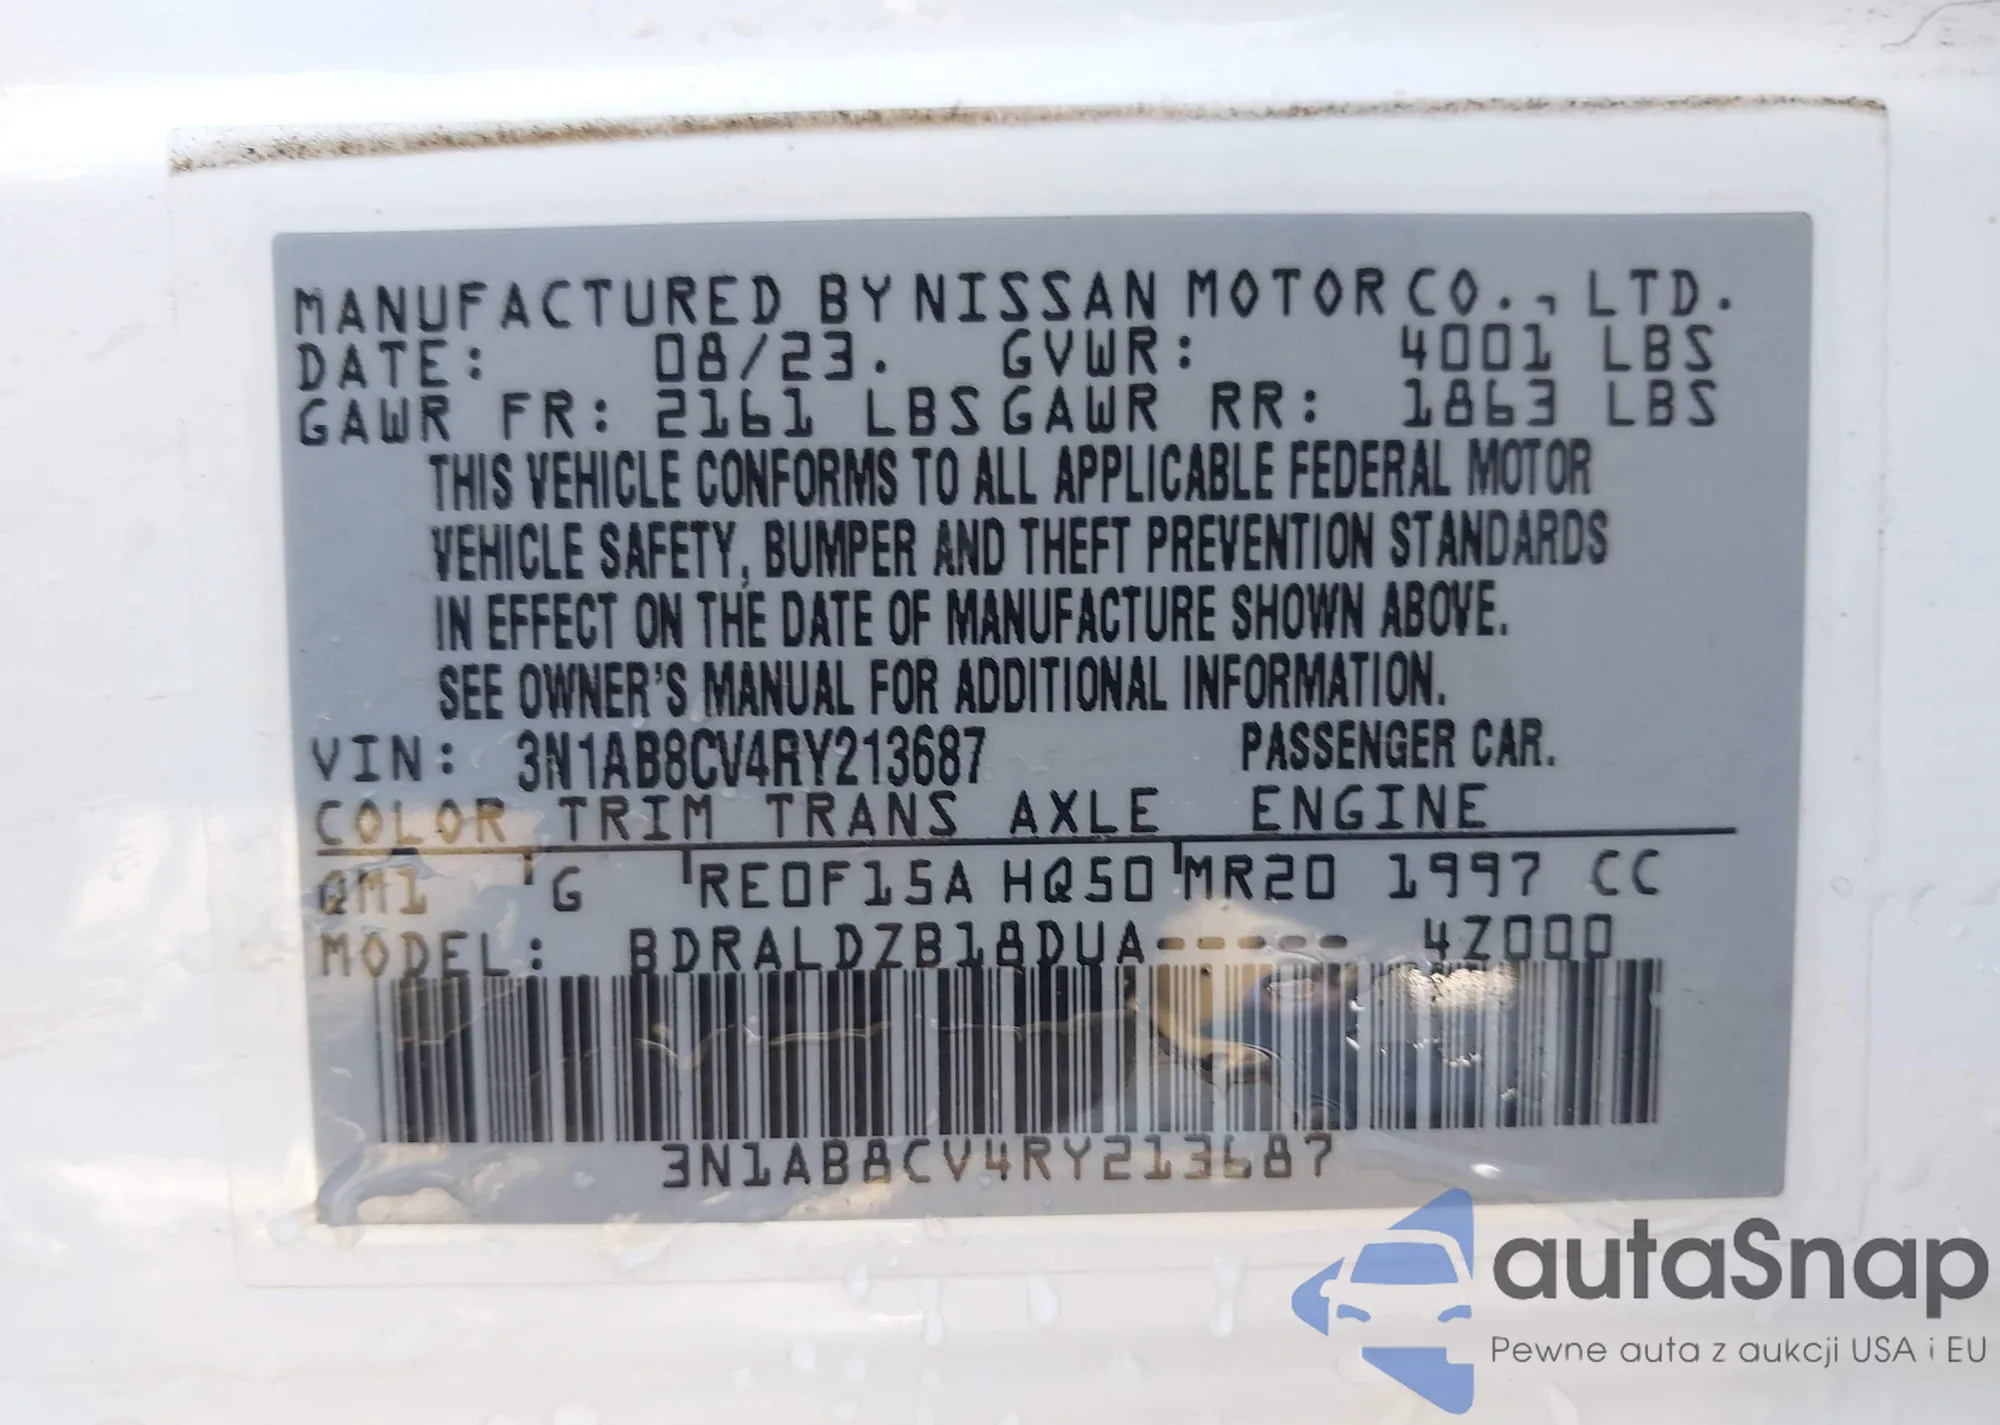 MANUFACTURED BY NISSAN MOTOR CO., LTD.
DATE: 08/23. GVWR: 4001 LBS
GAWR FR: 2161 LBS GAWR RR: 1863 LBS
THIS VEHICLE CONFORMS TO ALL APPLICABLE FEDERAL MOTOR
VEHICLE SAFETY, BUMPER AND THEFT PREVENTION STANDARDS
IN EFFECT ON THE DATE OF MANUFACTURE SHOWN ABOVE.
SEE OWNER'S MANUAL FOR ADDITIONAL INFORMATION.
VIN: 3N1AB8CV4RY213687 PASSENGER CAR.
COLOR TRIM TRANS AXLE ENGINE
QM1 G RE0F15A HQ50 MR20 1997 CC
MODEL: BDRALDZB18DUA----- 4Z000
3N1AB8CV4RY213687
autaSnap
Pewne auta z aukcji USA i EU